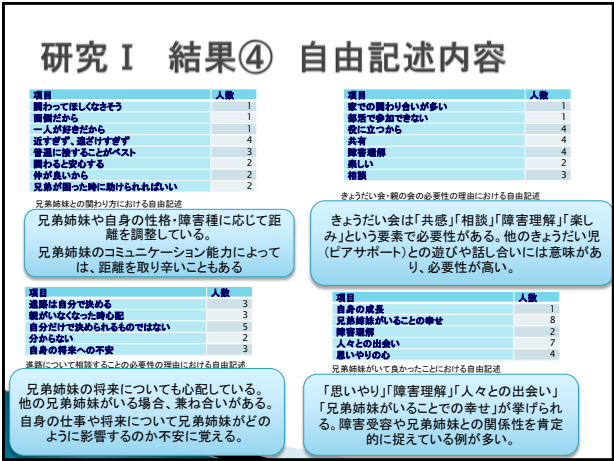 研究Ⅰ 結果④ 自由記述内容
項目 人数
関わってほしくなさそう 1
面倒だから 1
一人が好きだから 1
近すぎず、遠ざけすぎず 4
普通に接することがベスト 3
関わると安心する 2
仲が良いから 2
兄弟が困った時に助けられればいい 2
兄弟姉妹との関わり方における自由記述
兄弟姉妹や自身の性格・障害種に応じて距
離を調整している。
兄弟姉妹のコミュニケーション能力によって
は、距離を取り辛いこともある
項目 人数
家での関わり合いが多い 1
部活で参加できない 1
役に立つから 4
共有 4
障害理解 4
楽しい 2
相談 3
きょうだい会・親の会の必要性の理由における自由記述
きょうだい会は「共感」「相談」「障害理解」「楽し
み」という要素で必要性がある。他のきょうだい児
（ピアサポート）との遊びや話し合いには意味があ
り、必要性が高い。
項目 人数
進路は自分で決める 3
親がいなくなった時心配 3
自分だけで決められるものではない 5
分からない 2
自身の将来への不安 3
進路について相談することの必要性の理由における自由記述
兄弟姉妹の将来についても心配している。
他の兄弟姉妹がいる場合、兼ね合いがある。
自身の仕事や将来について兄弟姉妹がどの
ように影響するのか不安に覚える。
項目 人数
自身の成長 1
兄弟姉妹がいることの幸せ 8
障害理解 2
人々との出会い 7
思いやりの心 4
兄弟姉妹がいて良かったことにおける自由記述
「思いやり」「障害理解」「人々との出会い」
「兄弟姉妹がいることでの幸せ」が挙げられ
る。障害受容や兄弟姉妹との関係性を肯定
的に捉えている例が多い。